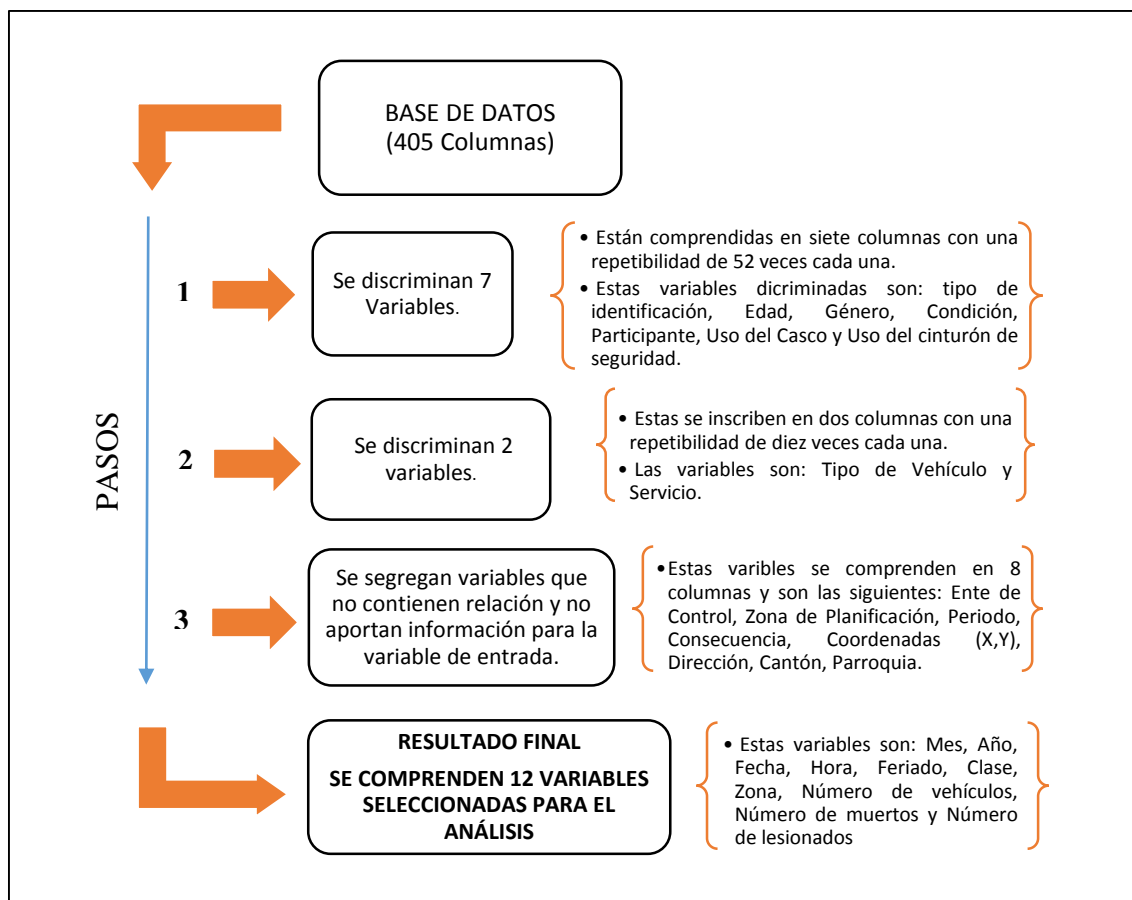 BASE DE DATOS
(405 Columnas)
PASOS
1
Se discriminan 7
Variables.
• Están comprendidas en siete columnas con una
repetibilidad de 52 veces cada una.
• Estas variables dicriminadas son: tipo de
identificación, Edad, Género, Condición,
Participante, Uso del Casco y Uso del cinturón de
seguridad.
2
Se discriminan 2
variables.
• Estas se inscriben en dos columnas con una
repetibilidad de diez veces cada una.
• Las variables son: Tipo de Vehículo y
Servicio.
3
Se segregan variables que
no contienen relación y no
aportan información para la
variable de entrada.
•Estas varibles se comprenden en 8
columnas y son las siguientes: Ente de
Control, Zona de Planificación, Periodo,
Consecuencia, Coordenadas (X,Y),
Dirección, Cantón, Parroquia.
RESULTADO FINAL
SE COMPRENDEN 12 VARIABLES
SELECCIONADAS PARA EL
ANÁLISIS
• Estas variables son: Mes, Año,
Fecha, Hora, Feriado, Clase,
Zona, Número de vehículos,
Número de muertos y Número
de lesionados